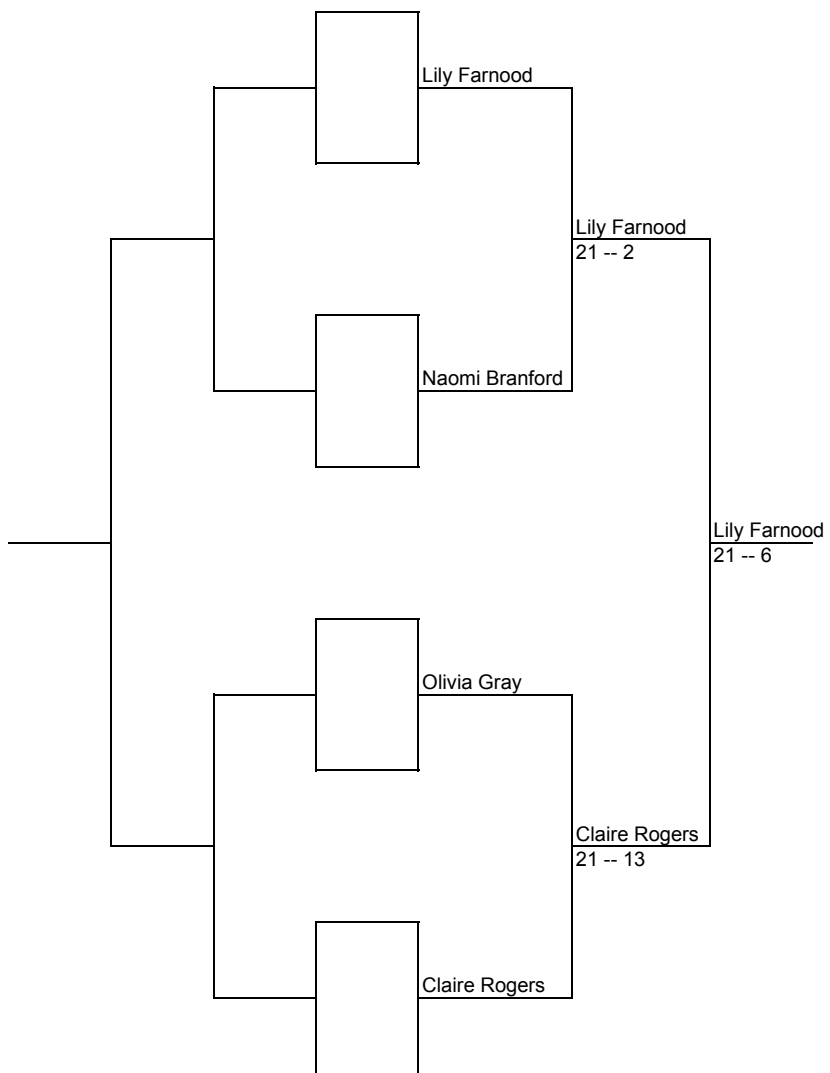 Lily Farnood
Lily Farnood
21 -- 2
Naomi Branford
Lily Farnood
21 -- 6
Olivia Gray
Claire Rogers
21 -- 13
Claire Rogers